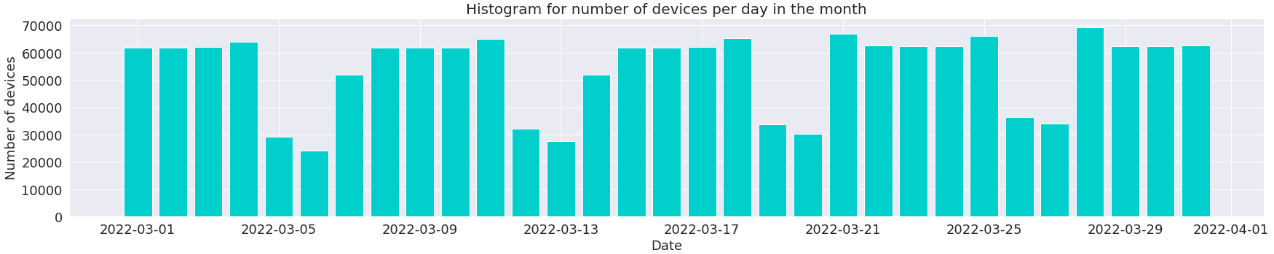 Histogram for number of devices per day in the month
Number of devices
70000
60000
50000
40000
30000
20000
10000
0
2022-03-01 2022-03-05 2022-03-09 2022-03-13 2022-03-17 2022-03-21 2022-03-25 2022-03-29 2022-04-01
Date